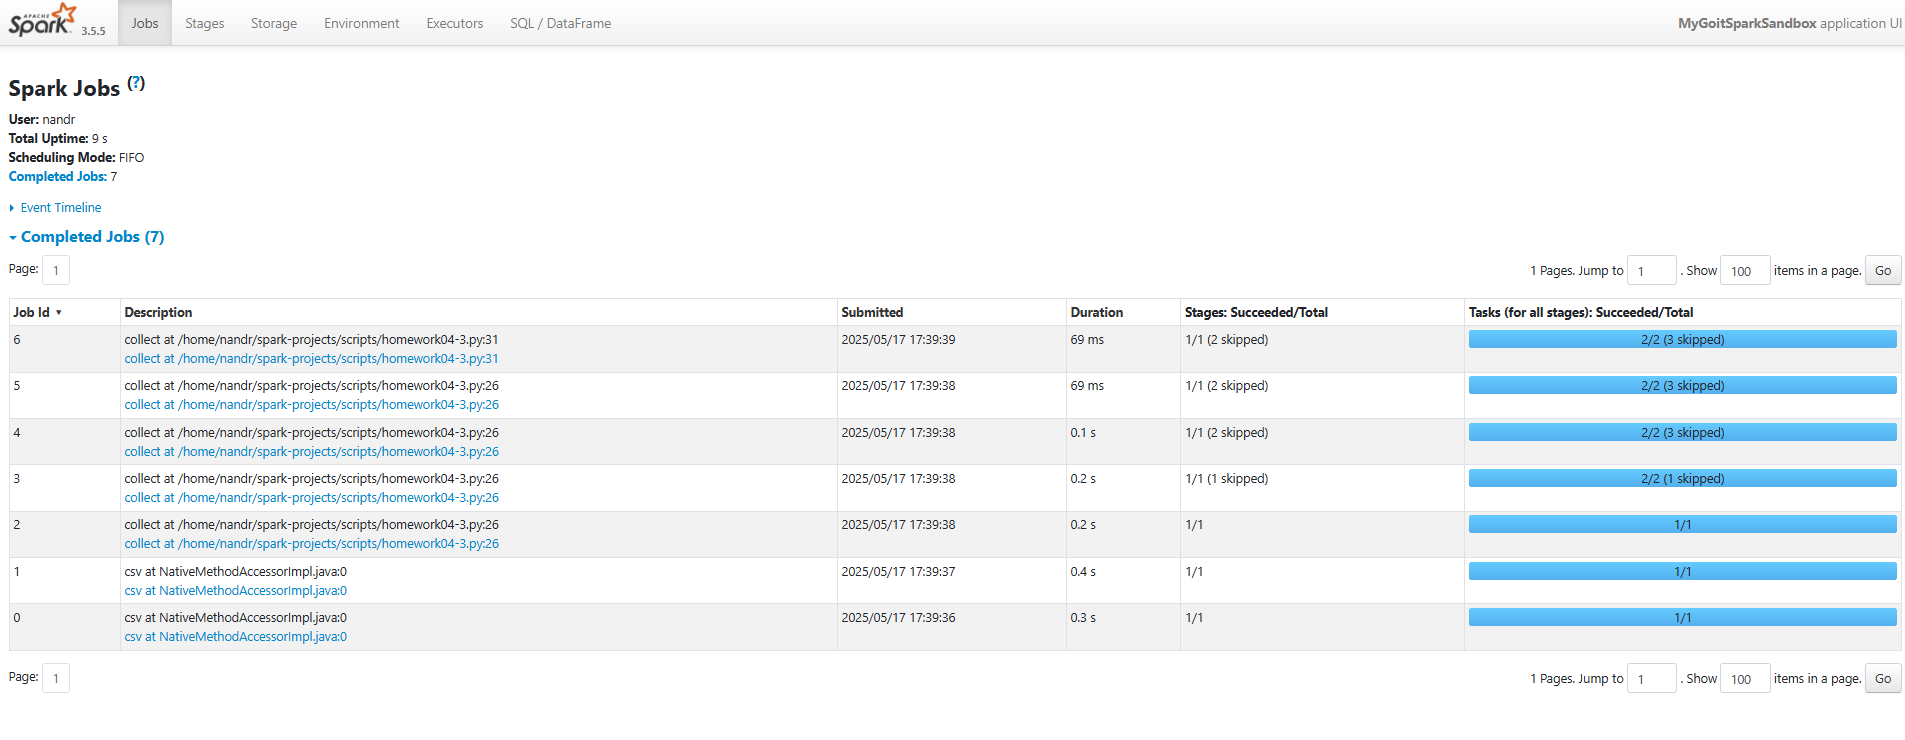 APACHE Spark 3.5.5 Jobs Stages Storage Environment Executors SQL / DataFrame MyGoitSparkSandbox application UI
Spark Jobs (?)
User: nandr
Total Uptime: 9 s
Scheduling Mode: FIFO
Completed Jobs: 7
Event Timeline
Completed Jobs (7)
Page: 1 1 Pages. Jump to 1 . Show 100 items in a page. Go
Job Id ▾ Description Submitted Duration Stages: Succeeded/Total Tasks (for all stages): Succeeded/Total
6 collect at /home/nandr/spark-projects/scripts/homework04-3.py:31 2025/05/17 17:39:39 69 ms 1/1 (2 skipped) 2/2 (3 skipped)
collect at /home/nandr/spark-projects/scripts/homework04-3.py:31
5 collect at /home/nandr/spark-projects/scripts/homework04-3.py:26 2025/05/17 17:39:38 69 ms 1/1 (2 skipped) 2/2 (3 skipped)
collect at /home/nandr/spark-projects/scripts/homework04-3.py:26
4 collect at /home/nandr/spark-projects/scripts/homework04-3.py:26 2025/05/17 17:39:38 0.1 s 1/1 (2 skipped) 2/2 (3 skipped)
collect at /home/nandr/spark-projects/scripts/homework04-3.py:26
3 collect at /home/nandr/spark-projects/scripts/homework04-3.py:26 2025/05/17 17:39:38 0.2 s 1/1 (1 skipped) 2/2 (1 skipped)
collect at /home/nandr/spark-projects/scripts/homework04-3.py:26
2 collect at /home/nandr/spark-projects/scripts/homework04-3.py:26 2025/05/17 17:39:38 0.2 s 1/1 1/1
collect at /home/nandr/spark-projects/scripts/homework04-3.py:26
1 csv at NativeMethodAccessorImpl.java:0 2025/05/17 17:39:37 0.4 s 1/1 1/1
csv at NativeMethodAccessorImpl.java:0
0 csv at NativeMethodAccessorImpl.java:0 2025/05/17 17:39:36 0.3 s 1/1 1/1
csv at NativeMethodAccessorImpl.java:0
Page: 1 1 Pages. Jump to 1 . Show 100 items in a page. Go